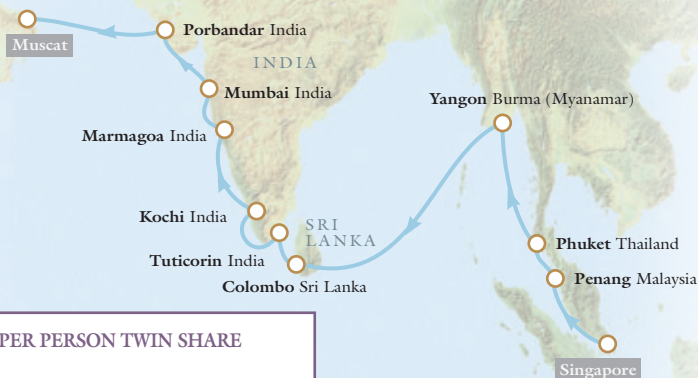 Porbandar India
Muscat
INDIA
Mumbai India
Yangon Burma (Myanamar)
Marmagoa India
Kochi India
SRI
LANKA
Phuket Thailand
Tuticorin India
Penang Malaysia
Colombo Sri Lanka
PER PERSON TWIN SHARE
Singapore